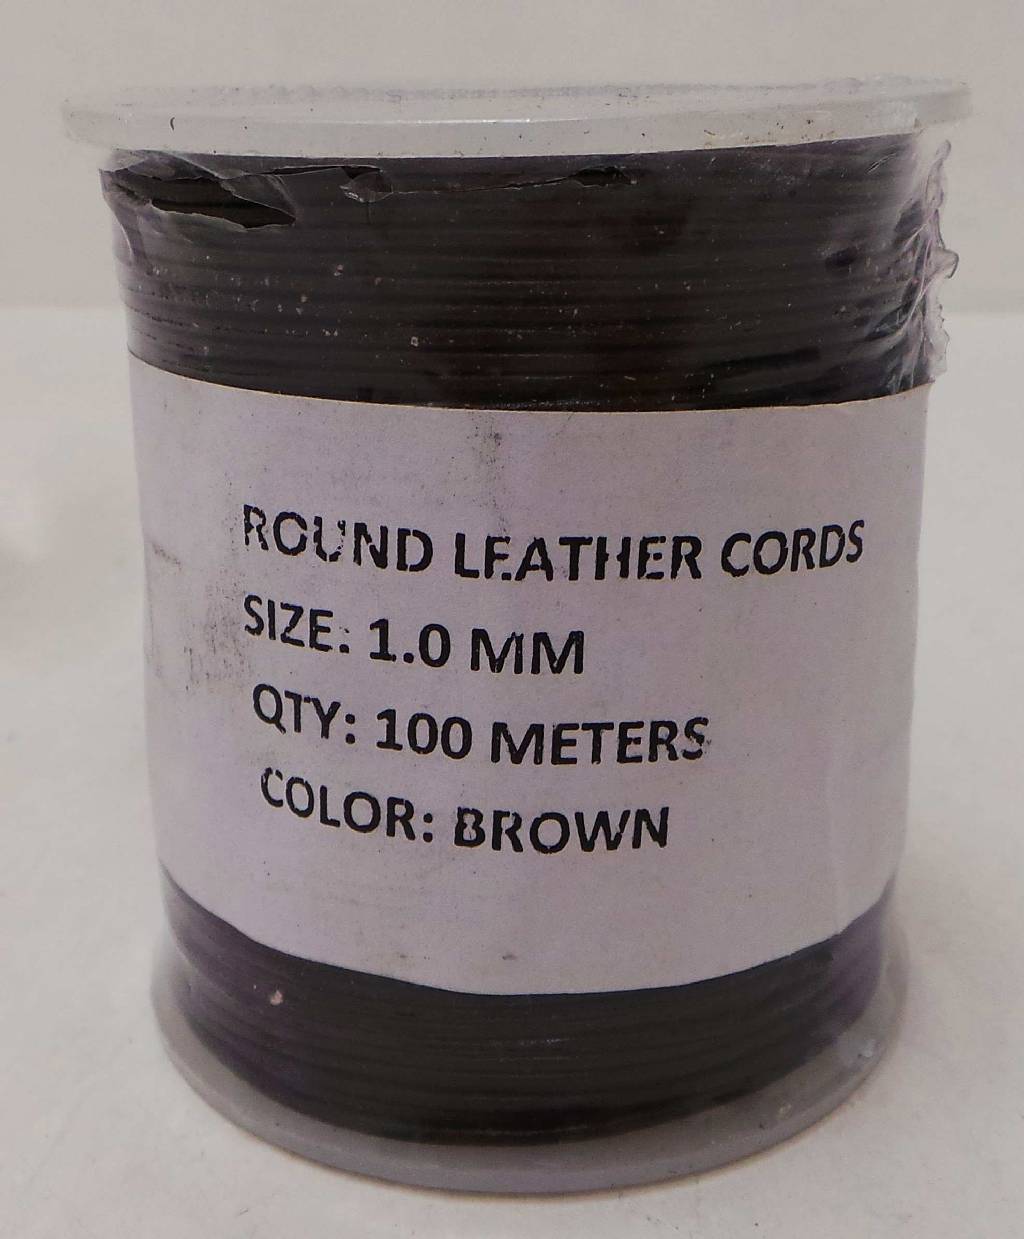 ROUND LEATHER CORDS
SIZE: 1.0 MM
QTY: 100 METERS
COLOR: BROWN